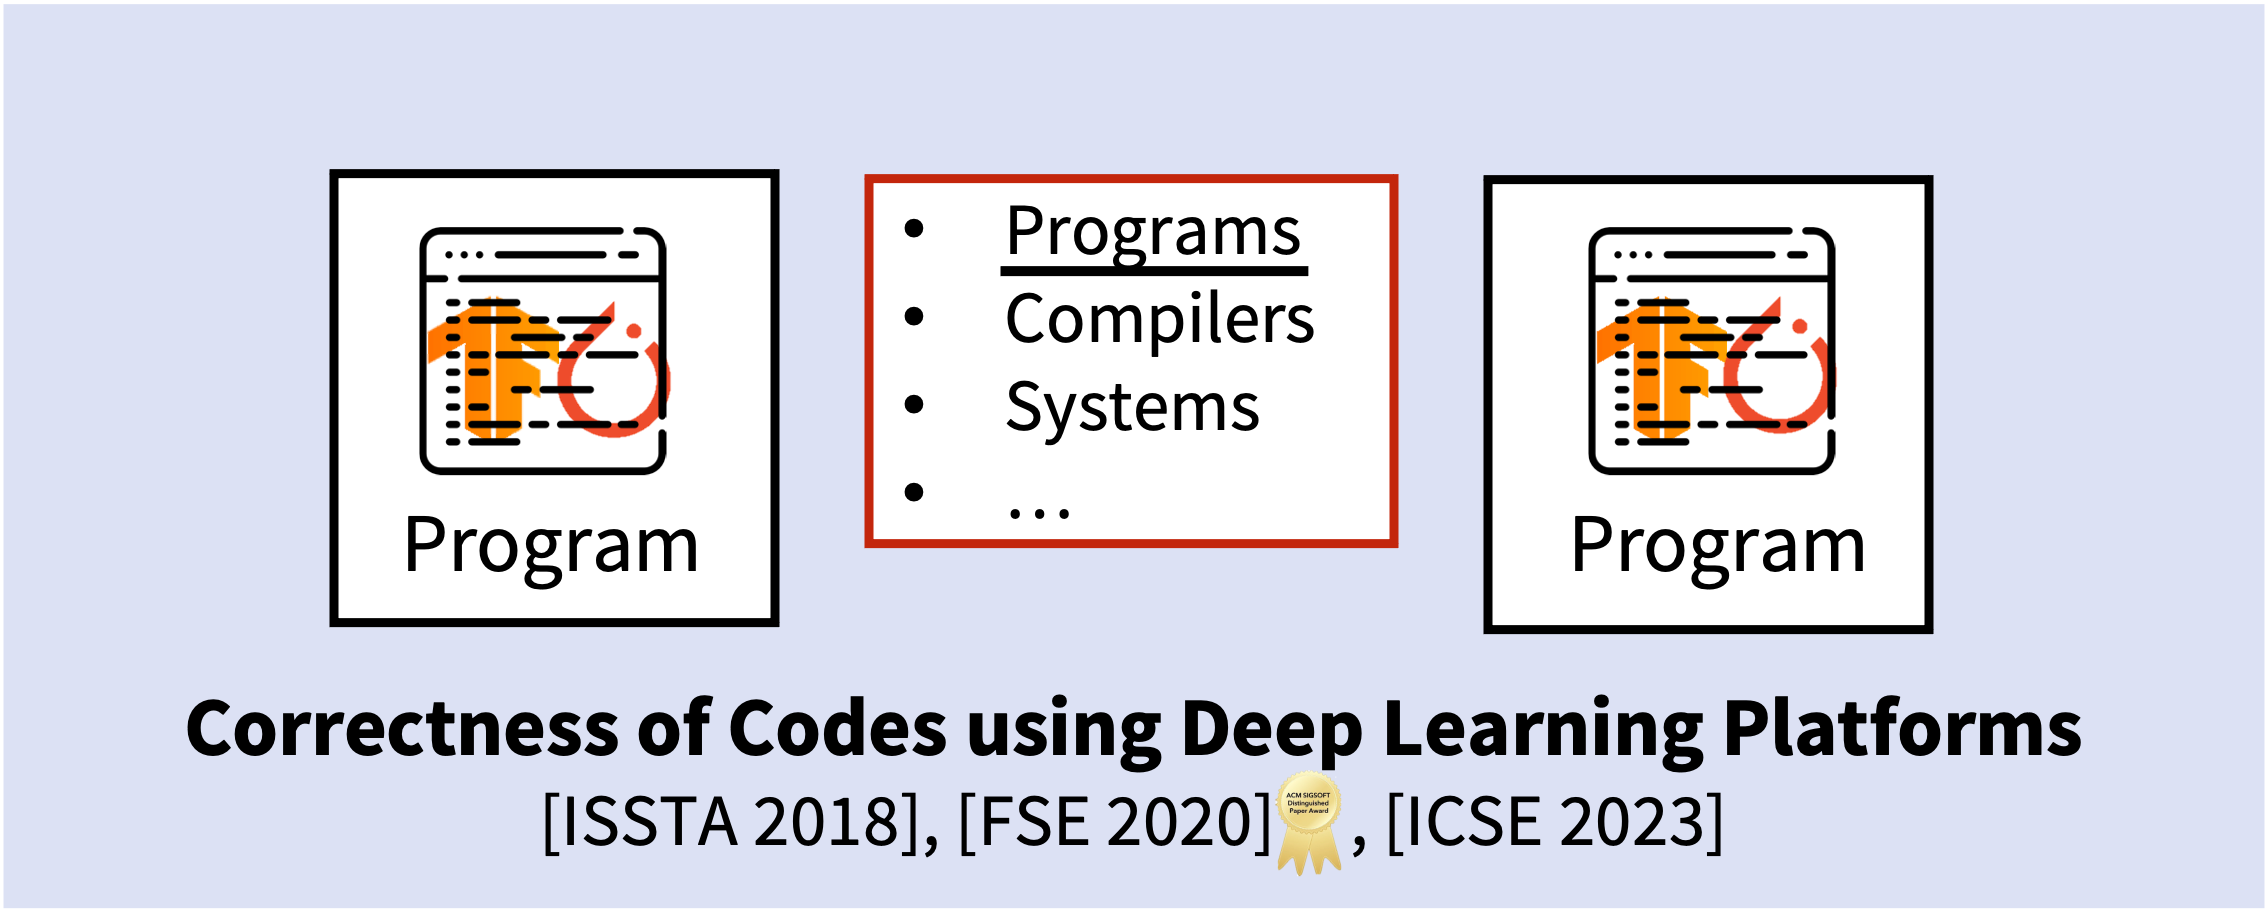 Program
• Programs
• Compilers
• Systems
• ...
Program
Correctness of Codes using Deep Learning Platforms
[ISSTA 2018], [FSE 2020], [ICSE 2023]
ACM SIGSOFT
Distinguished
Paper Award